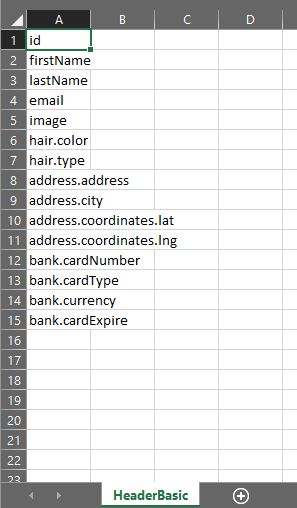 A B C D
1 id
2 firstName
3 lastName
4 email
5 image
6 hair.color
7 hair.type
8 address.address
9 address.city
10 address.coordinates.lat
11 address.coordinates.lng
12 bank.cardNumber
13 bank.cardType
14 bank.currency
15 bank.cardExpire
16
17
18
19
20
21
22
23
HeaderBasic